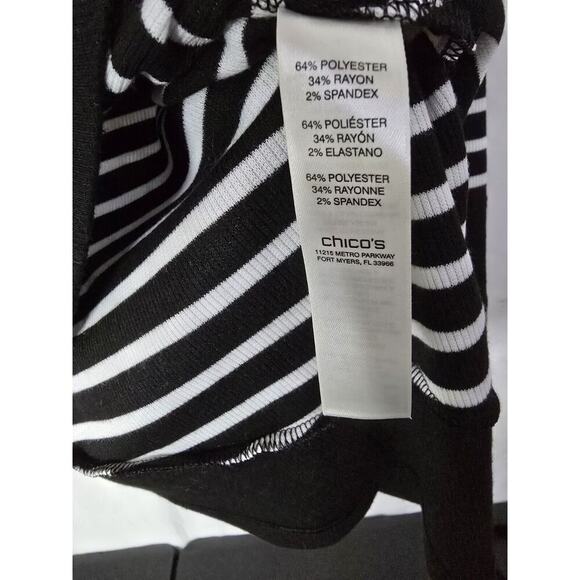 64% POLYESTER
34% RAYON
2% SPANDEX
64% POLIÉSTER
34% RAYÓN
2% ELASTANO
64% POLYESTER
34% RAYONNE
2% SPANDEX
chico's
11215 METRO PARKWAY
FORT MYERS, FL 33966